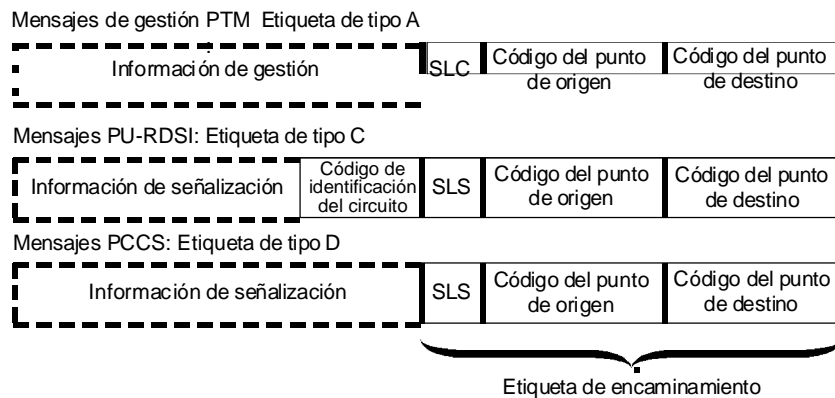 Mensajes de gestión PTM Etiqueta de tipo A
Información de gestión
SLC
Código del punto
de origen
Código del punto
de destino
Mensajes PU-RDSI: Etiqueta de tipo C
Información de señalización
Código de
identificación
del circuito
SLS
Código del punto
de origen
Código del punto
de destino
Mensajes PCCS: Etiqueta de tipo D
Información de señalización
SLS
Código del punto
de origen
Código del punto
de destino
Etiqueta de encaminamiento